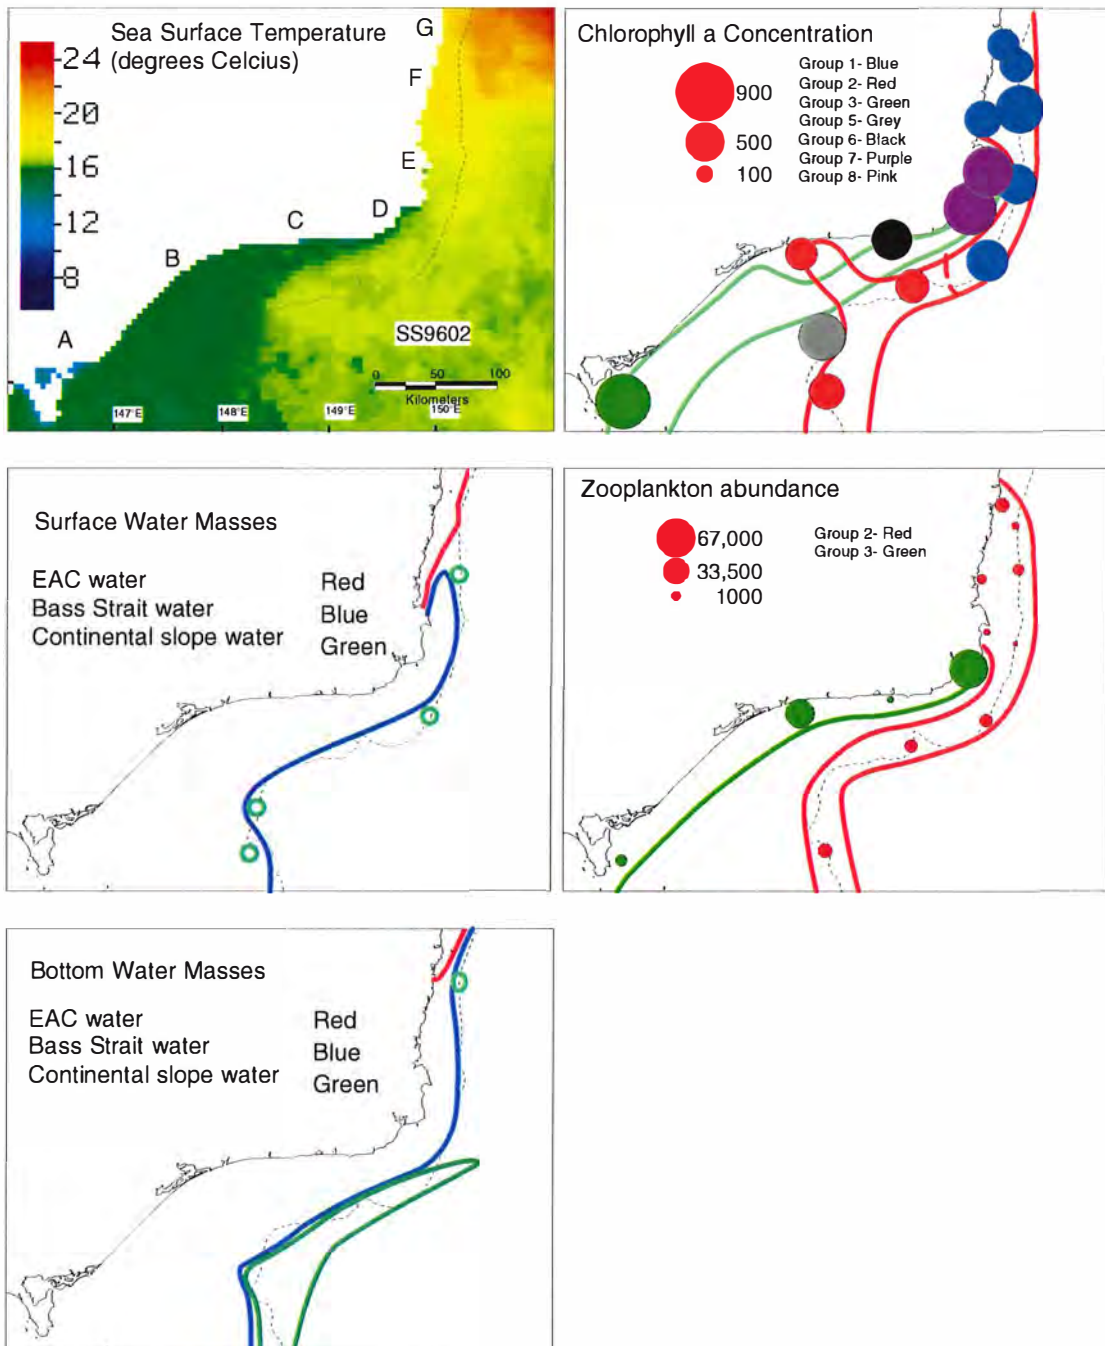 Sea Surface Temperature
(degrees Celcius)
24
20
16
12
8
G
F
E
D
C
B
A
SS9602
0 50 100
Kilometers
147°E 148°E 149°E 150°E
Chlorophyll a Concentration
900
500
100
Group 1- Blue
Group 2- Red
Group 3- Green
Group 5- Grey
Group 6- Black
Group 7- Purple
Group 8- Pink
Surface Water Masses
EAC water Red
Bass Strait water Blue
Continental slope water Green
Zooplankton abundance
67,000
33,500
1000
Group 2- Red
Group 3- Green
Bottom Water Masses
EAC water Red
Bass Strait water Blue
Continental slope water Green